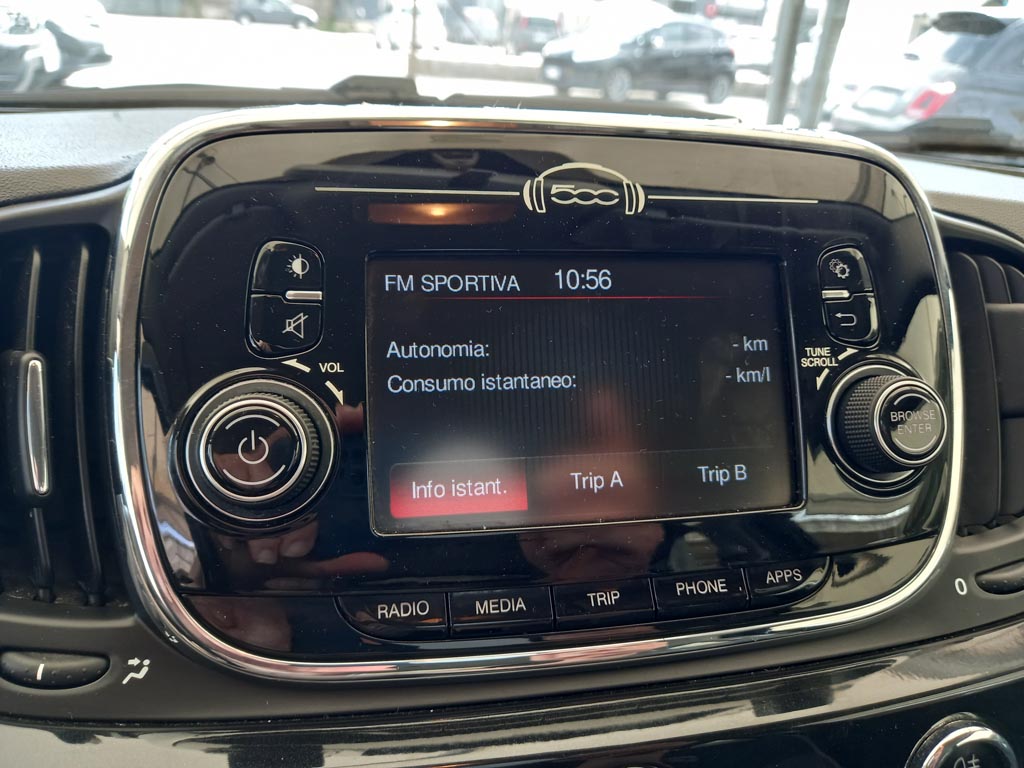 500
FM SPORTIVA 10:56
VOL
TUNE
SCROLL
Autonomia: - km
Consumo istantaneo: - km/l
BROWSE
ENTER
Info istant. Trip A Trip B
RADIO MEDIA TRIP PHONE APPS
0